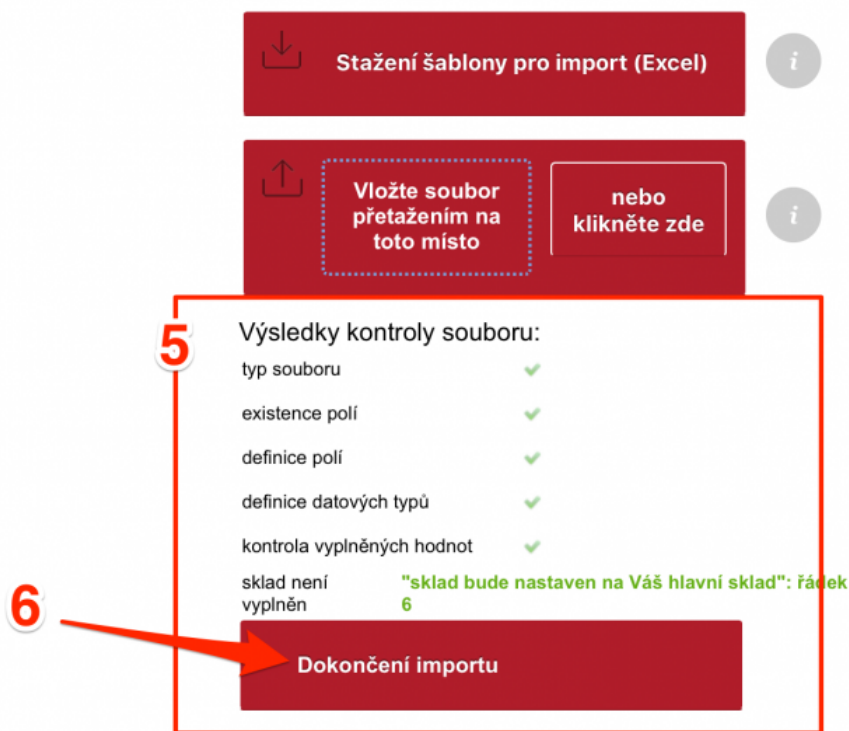 Stažení šablony pro import (Excel)
i
Vložte soubor
přetažením na
toto místo
nebo
klikněte zde
i
5
Výsledky kontroly souboru:
typ souboru
existence polí
definice polí
definice datových typů
kontrola vyplněných hodnot
sklad není
vyplněn
"sklad bude nastaven na Váš hlavní sklad": řádek
6
6
Dokončení importu